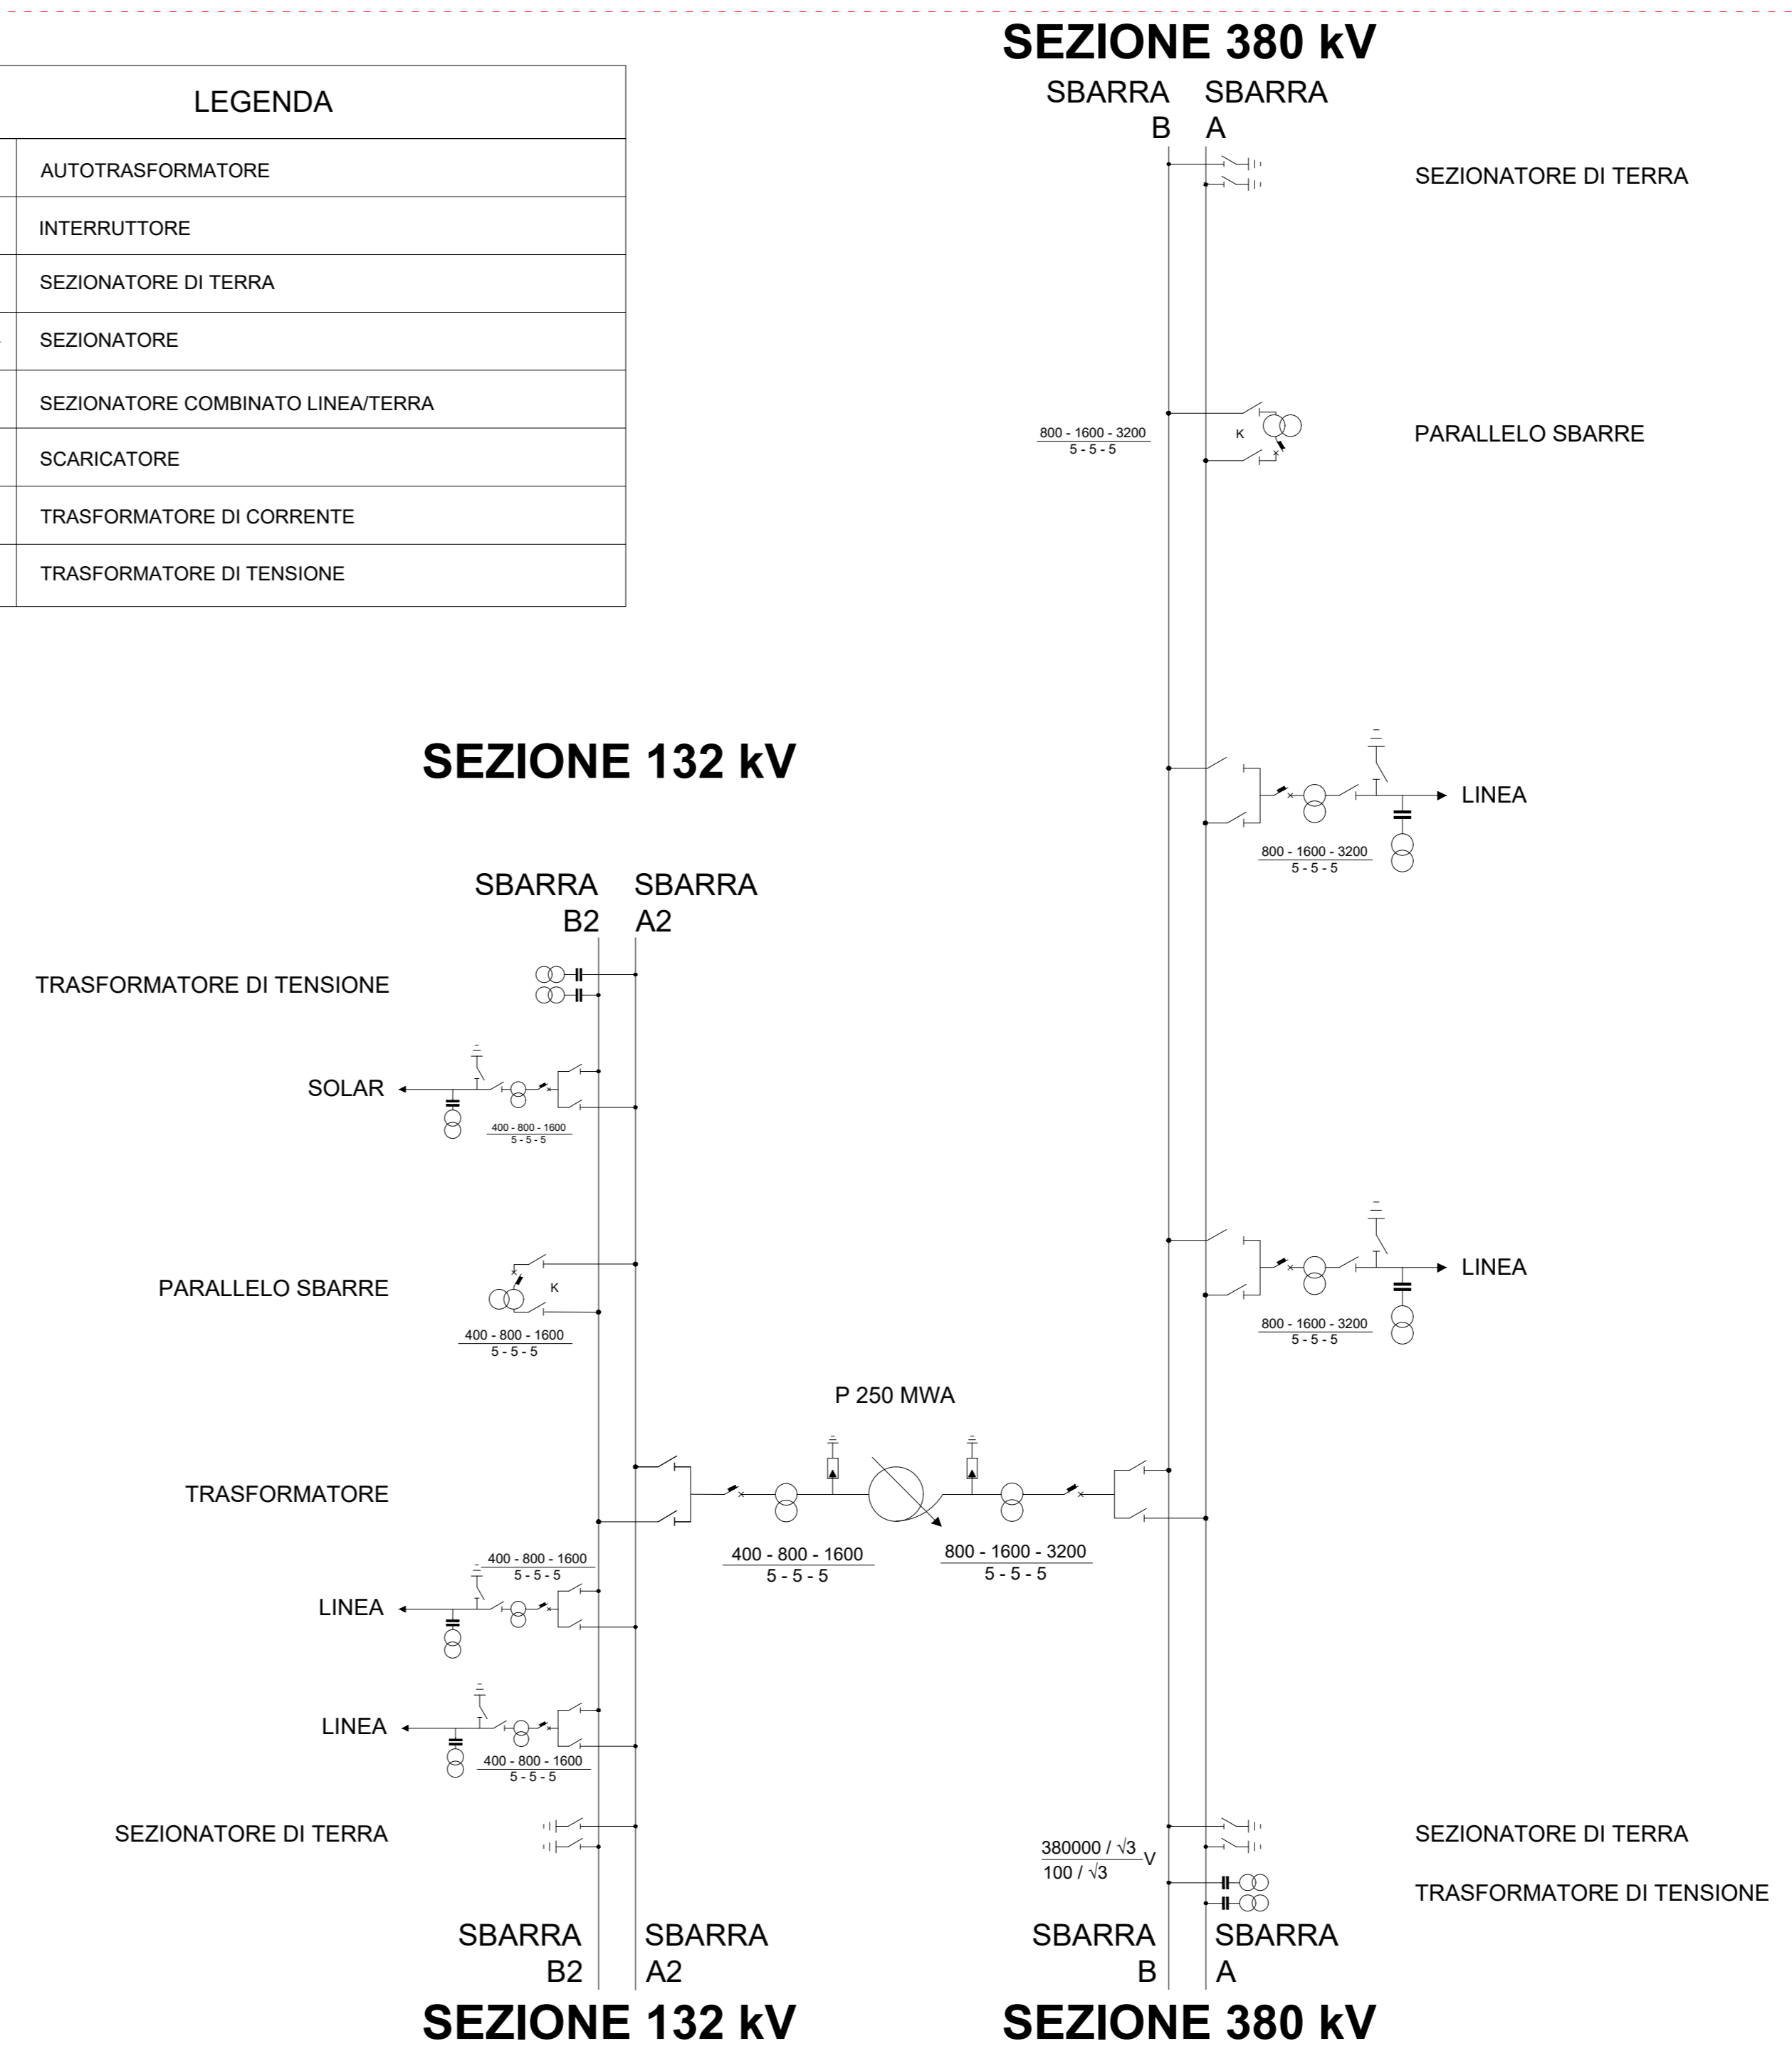 SEZIONE 380 kV
SBARRA SBARRA
B A
LEGENDA
AUTOTRASFORMATORE
INTERRUTTORE
SEZIONATORE DI TERRA
SEZIONATORE
SEZIONATORE COMBINATO LINEA/TERRA
SCARICATORE
TRASFORMATORE DI CORRENTE
TRASFORMATORE DI TENSIONE
SEZIONATORE DI TERRA
800 - 1600 - 3200
5 - 5 - 5
K
PARALLELO SBARRE
LINEA
800 - 1600 - 3200
5 - 5 - 5
SEZIONE 132 kV
SBARRA SBARRA
B2 A2
TRASFORMATORE DI TENSIONE
SOLAR
400 - 800 - 1600
5 - 5 - 5
PARALLELO SBARRE
K
400 - 800 - 1600
5 - 5 - 5
LINEA
800 - 1600 - 3200
5 - 5 - 5
P 250 MWA
TRASFORMATORE
400 - 800 - 1600
5 - 5 - 5
800 - 1600 - 3200
5 - 5 - 5
400 - 800 - 1600
5 - 5 - 5
LINEA
LINEA
400 - 800 - 1600
5 - 5 - 5
SEZIONATORE DI TERRA
SEZIONATORE DI TERRA
380000 / √3
100 / √3
V
TRASFORMATORE DI TENSIONE
SBARRA SBARRA
B2 A2
SEZIONE 132 kV
SBARRA SBARRA
B A
SEZIONE 380 kV